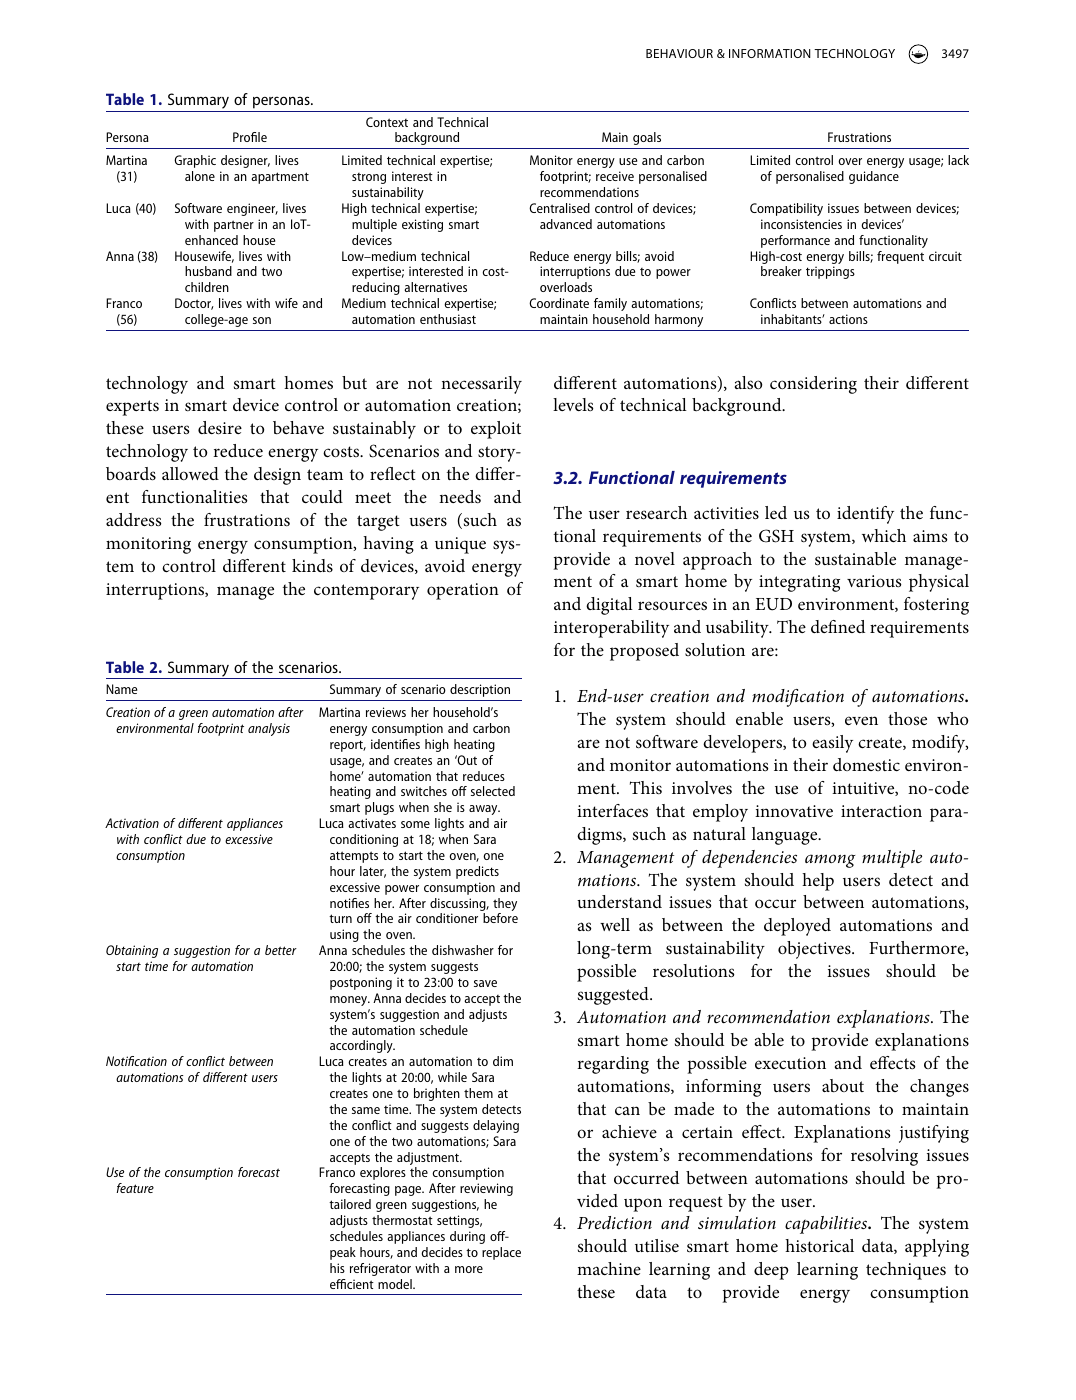 BEHAVIOUR & INFORMATION TECHNOLOGY 3497
Table 1. Summary of personas.
Persona Profile Context and Technical background Main goals Frustrations
Martina (31) Graphic designer, lives alone in an apartment Limited technical expertise; strong interest in sustainability Monitor energy use and carbon footprint; receive personalised recommendations Limited control over energy usage; lack of personalised guidance
Luca (40) Software engineer, lives with partner in an IoT-enhanced house High technical expertise; multiple existing smart devices Centralised control of devices; advanced automations Compatibility issues between devices; inconsistencies in devices’ performance and functionality
Anna (38) Housewife, lives with husband and two children Low–medium technical expertise; interested in cost-reducing alternatives Reduce energy bills; avoid interruptions due to power overloads High-cost energy bills; frequent circuit breaker trippings
Franco (56) Doctor, lives with wife and college-age son Medium technical expertise; automation enthusiast Coordinate family automations; maintain household harmony Conflicts between automations and inhabitants’ actions
technology and smart homes but are not necessarily
experts in smart device control or automation creation;
these users desire to behave sustainably or to exploit
technology to reduce energy costs. Scenarios and story-
boards allowed the design team to reflect on the differ-
ent functionalities that could meet the needs and
address the frustrations of the target users (such as
monitoring energy consumption, having a unique sys-
tem to control different kinds of devices, avoid energy
interruptions, manage the contemporary operation of
Table 2. Summary of the scenarios.
Name Summary of scenario description
Creation of a green automation after Martina reviews her household’s
environmental footprint analysis energy consumption and carbon
report, identifies high heating
usage, and creates an ‘Out of
home’ automation that reduces
heating and switches off selected
smart plugs when she is away.
Activation of different appliances Luca activates some lights and air
with conflict due to excessive conditioning at 18; when Sara
consumption attempts to start the oven, one
hour later, the system predicts
excessive power consumption and
notifies her. After discussing, they
turn off the air conditioner before
using the oven.
Obtaining a suggestion for a better Anna schedules the dishwasher for
start time for automation 20:00; the system suggests
postponing it to 23:00 to save
money. Anna decides to accept the
system’s suggestion and adjusts
the automation schedule
accordingly.
Notification of conflict between Luca creates an automation to dim
automations of different users the lights at 20:00, while Sara
creates one to brighten them at
the same time. The system detects
the conflict and suggests delaying
one of the two automations; Sara
accepts the adjustment.
Use of the consumption forecast Franco explores the consumption
feature forecasting page. After reviewing
tailored green suggestions, he
adjusts thermostat settings,
schedules appliances during off-
peak hours, and decides to replace
his refrigerator with a more
efficient model.
different automations), also considering their different
levels of technical background.
3.2. Functional requirements
The user research activities led us to identify the func-
tional requirements of the GSH system, which aims to
provide a novel approach to the sustainable manage-
ment of a smart home by integrating various physical
and digital resources in an EUD environment, fostering
interoperability and usability. The defined requirements
for the proposed solution are:
1. End-user creation and modification of automations.
The system should enable users, even those who
are not software developers, to easily create, modify,
and monitor automations in their domestic environ-
ment. This involves the use of intuitive, no-code
interfaces that employ innovative interaction para-
digms, such as natural language.
2. Management of dependencies among multiple auto-
mations. The system should help users detect and
understand issues that occur between automations,
as well as between the deployed automations and
long-term sustainability objectives. Furthermore,
possible resolutions for the issues should be
suggested.
3. Automation and recommendation explanations. The
smart home should be able to provide explanations
regarding the possible execution and effects of the
automations, informing users about the changes
that can be made to the automations to maintain
or achieve a certain effect. Explanations justifying
the system’s recommendations for resolving issues
that occurred between automations should be pro-
vided upon request by the user.
4. Prediction and simulation capabilities. The system
should utilise smart home historical data, applying
machine learning and deep learning techniques to
these data to provide energy consumption